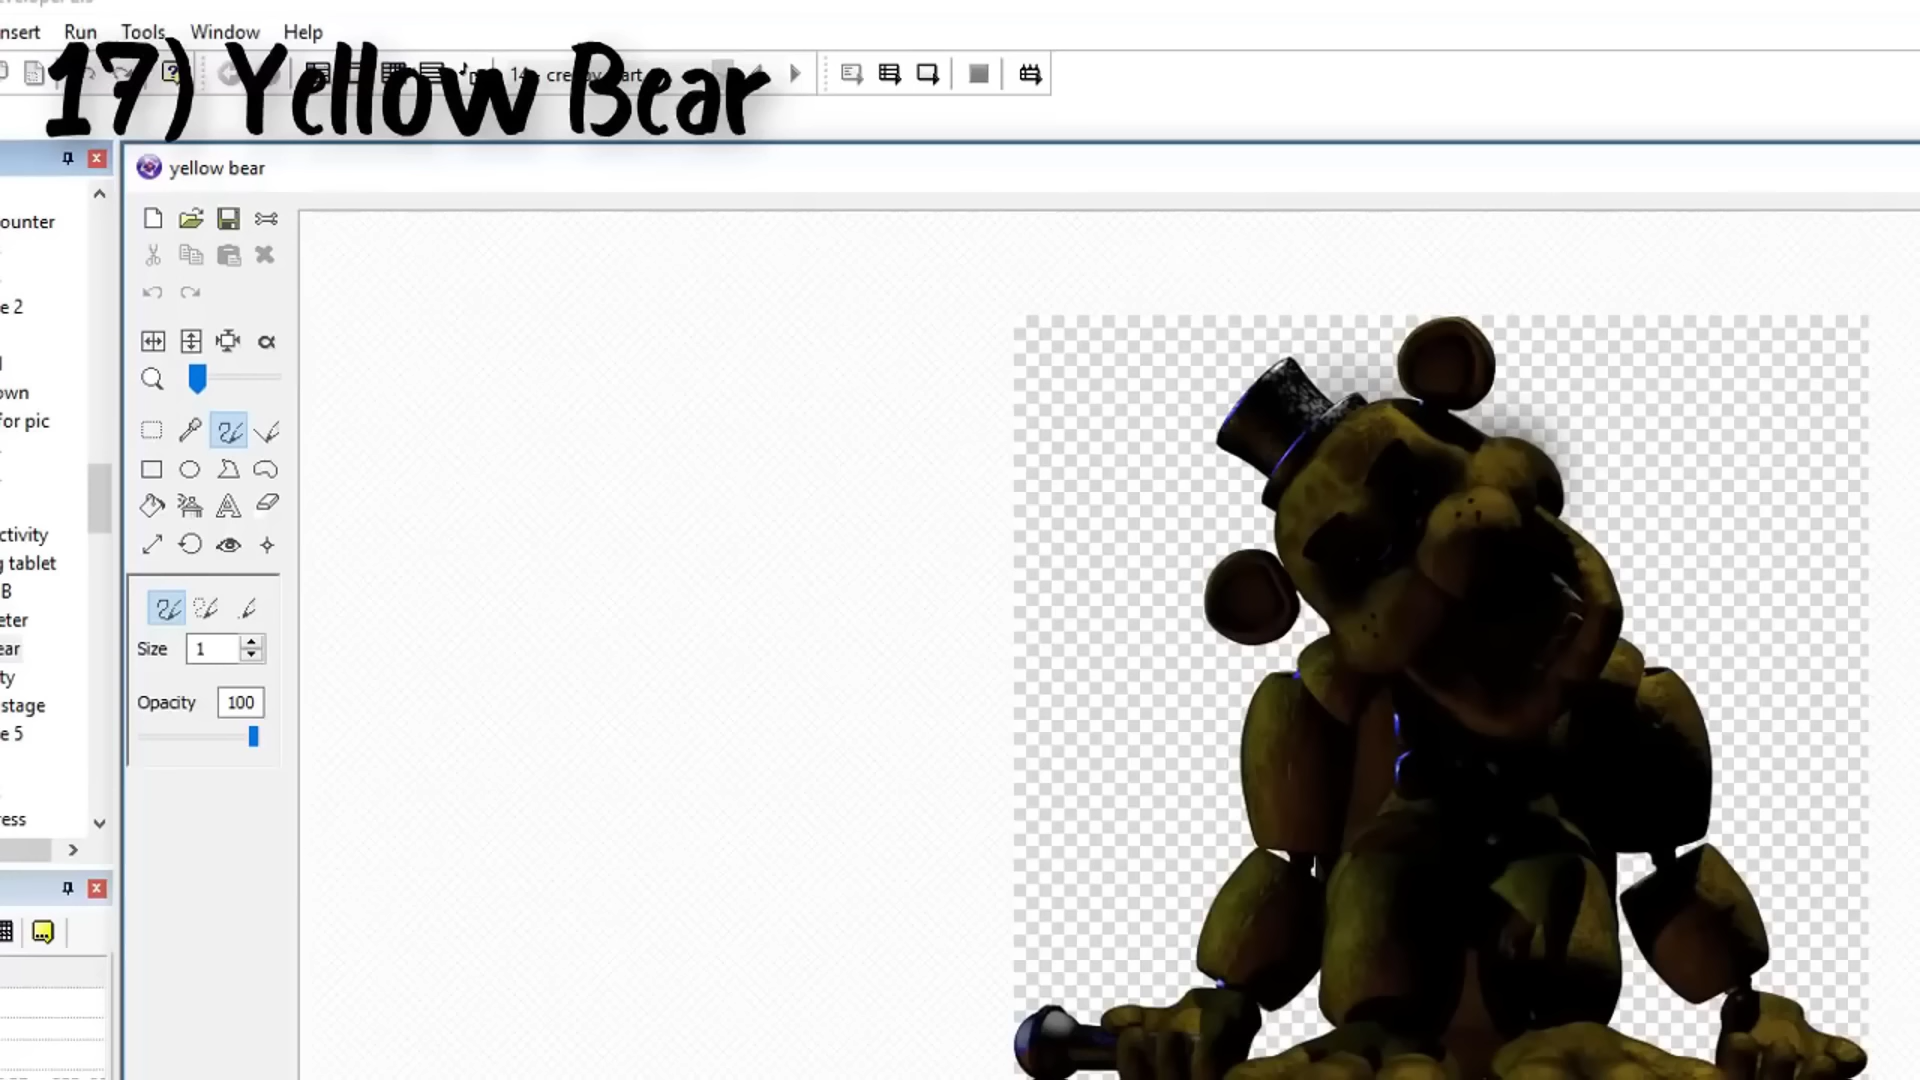 nsert Run Tools Window Help
17) Yellow Bear
yellow bear
ounter
e 2
own
for pic
ctivity
g tablet
B
eter
ear
ty
stage
e 5
ress
Size 1
Opacity 100